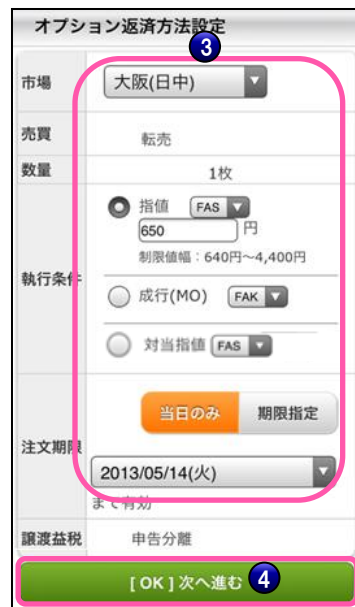 オプション返済方法設定
3
市場 大阪(日中)
売買 転売
数量 1枚
執行条件
指値 FAS
650 円
制限値幅：640円～4,400円
成行(MO) FAK
対当指値 FAS
注文期限
当日のみ 期限指定
2013/05/14(火)
まで有効
譲渡益税 申告分離
[ OK ] 次へ進む 4